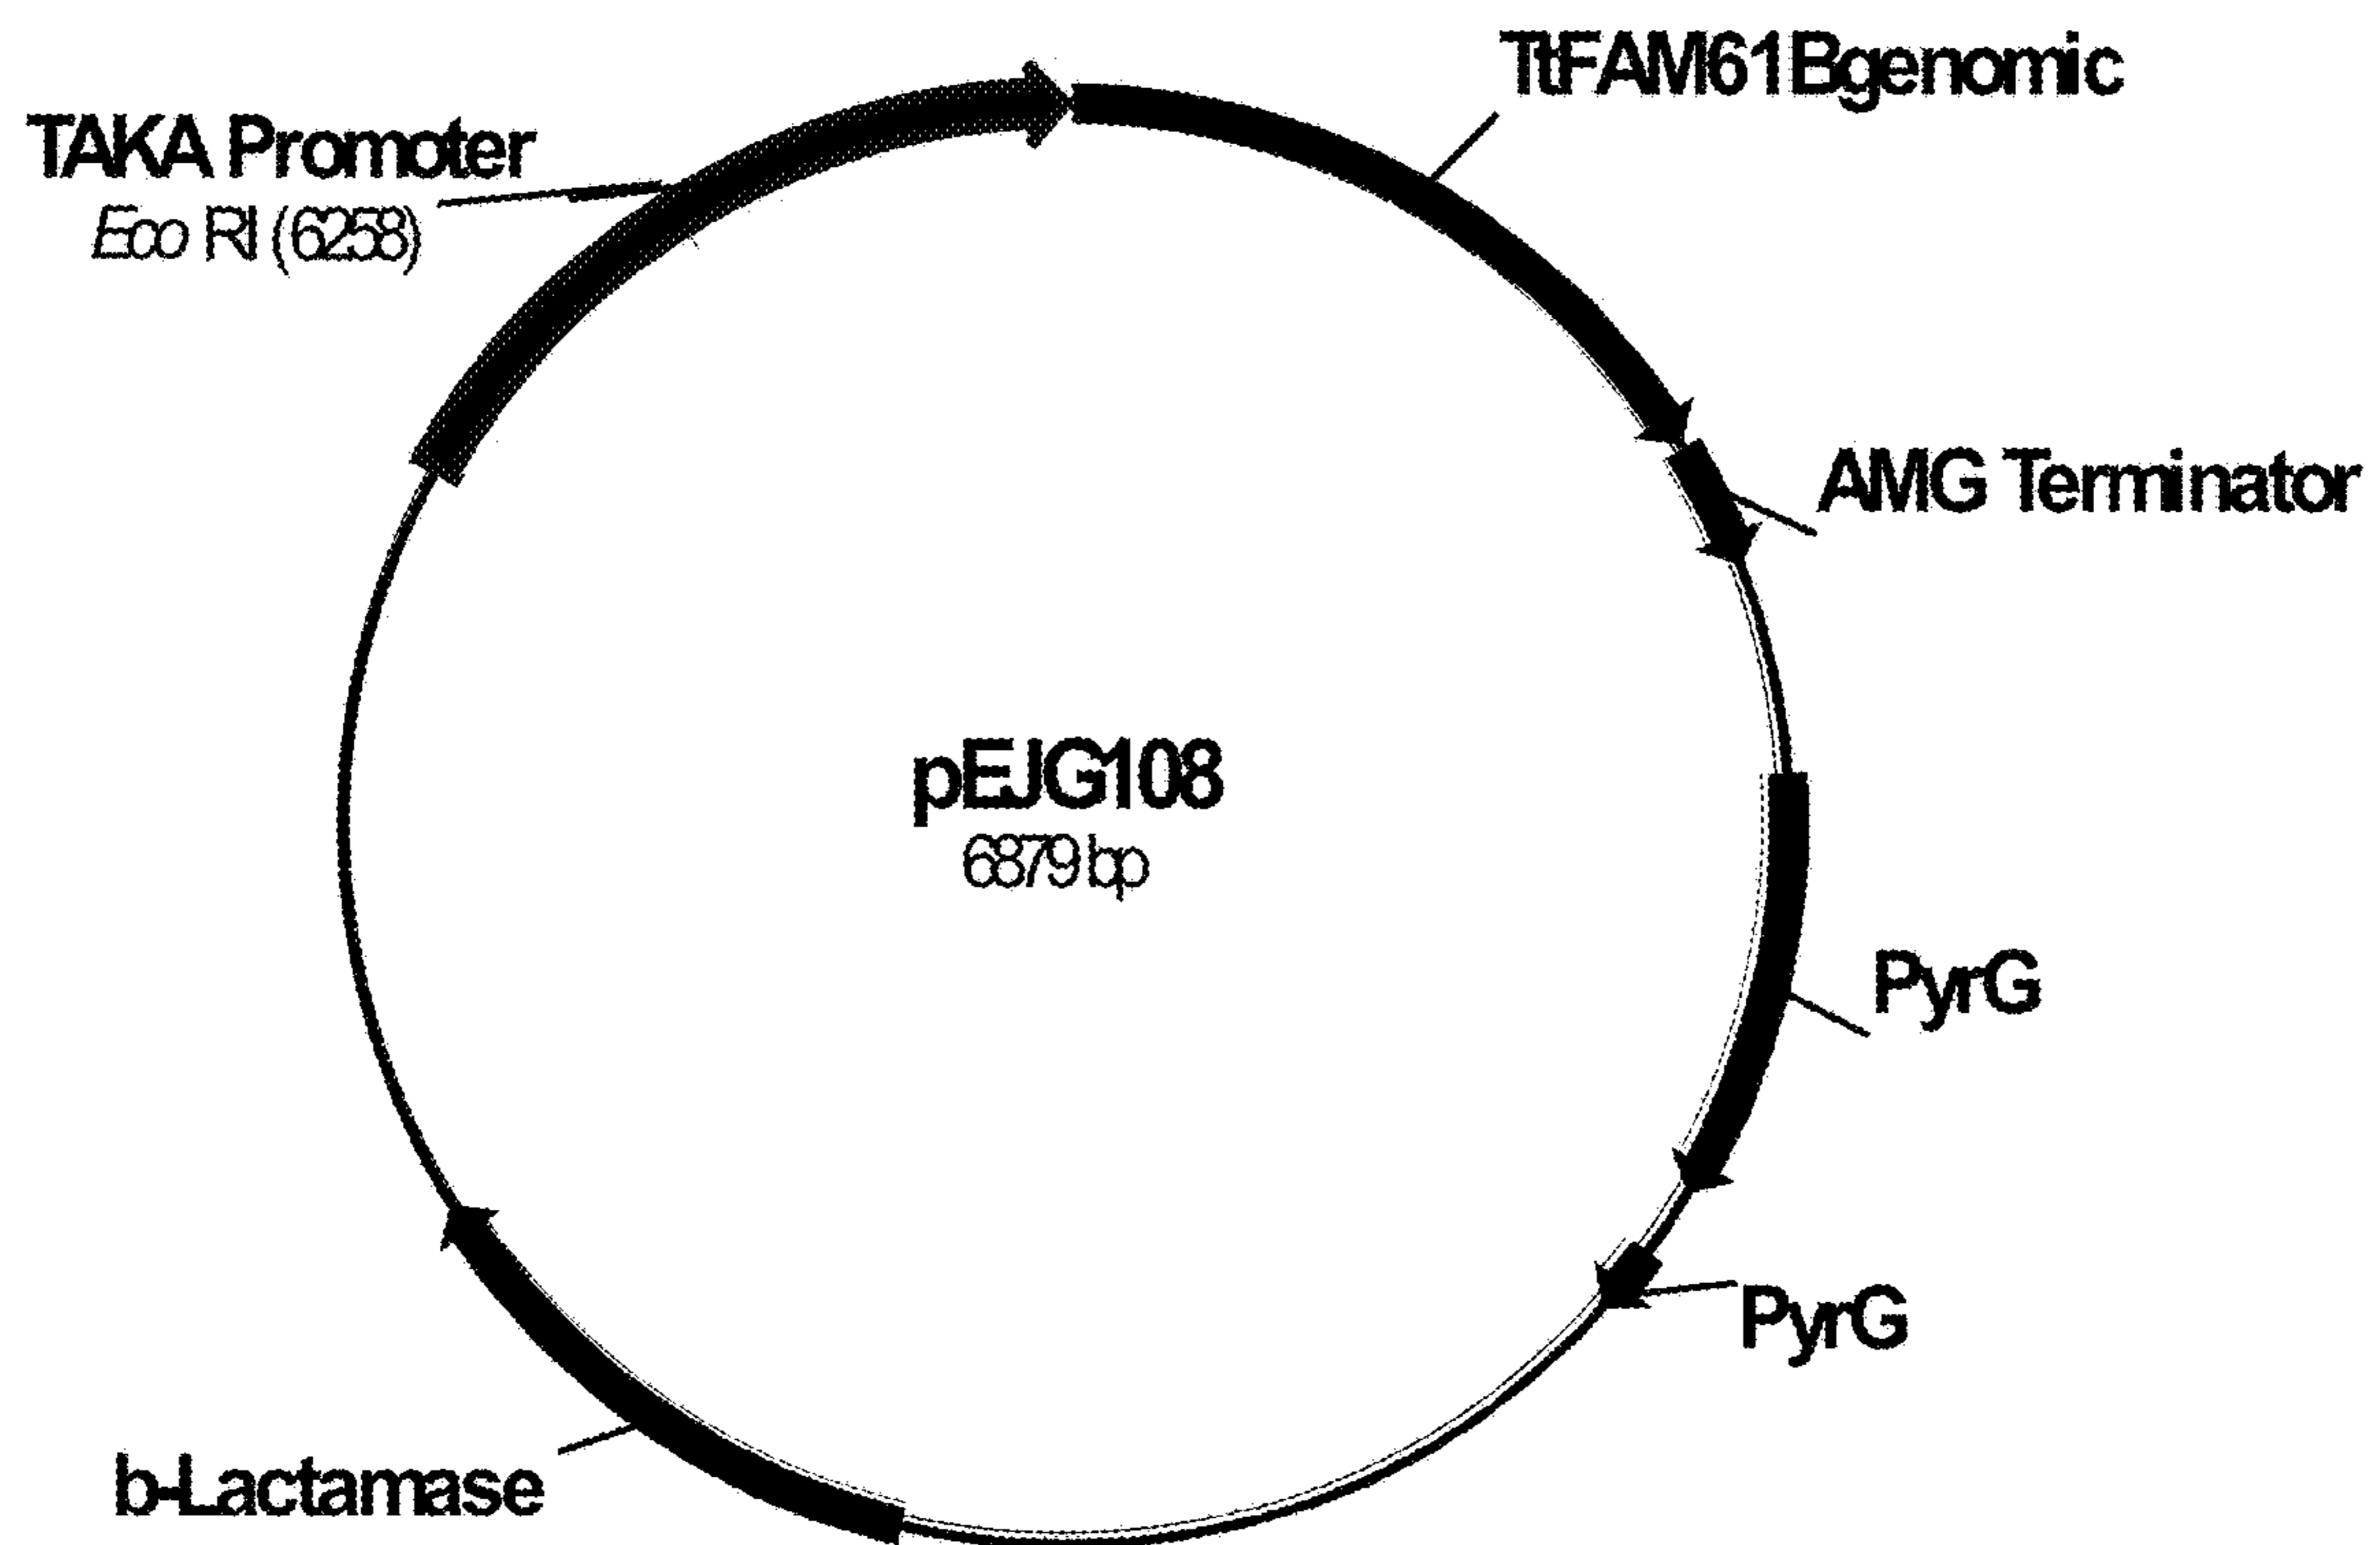 TtFAM61Bgenomic
TAKA Promoter
Eco RI (6258)
AMG Terminator
pEJG108
6879 bp
PyrG
PyrG
b-Lactamase